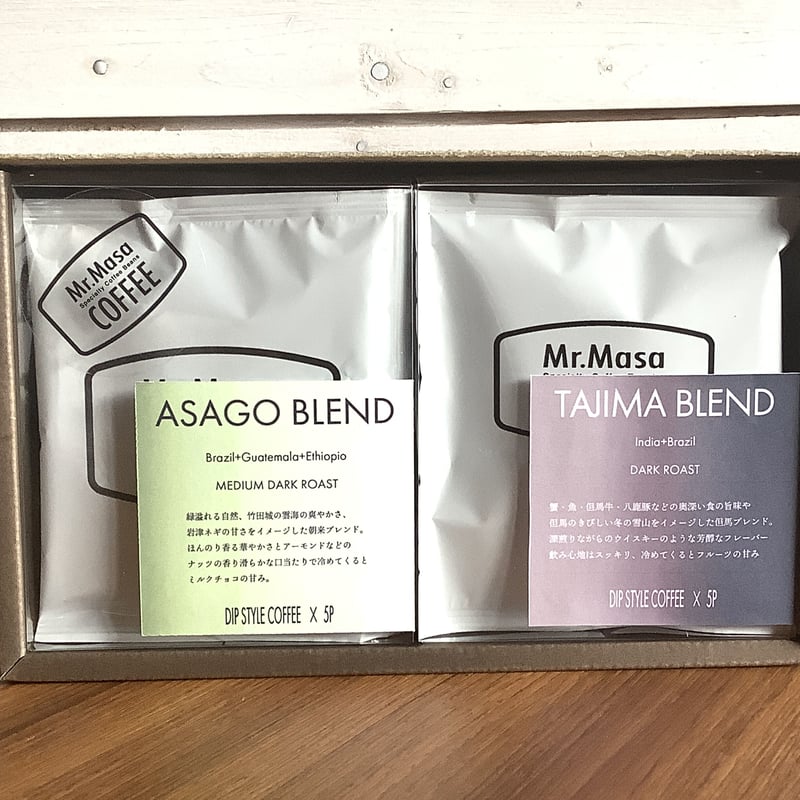 Mr.Masa
Specialty Coffee Beans
COFFEE
ASAGO BLEND
Brazil+Guatemala+Ethiopio
MEDIUM DARK ROAST
緑溢れる自然、竹田城の雲海の爽やかさ、
岩津ネギの甘さをイメージした朝来ブレンド。
ほんのり香る華やかさとアーモンドなどの
ナッツの香り滑らかな口当たりで冷めてくると
ミルクチョコの甘み。
DIP STYLE COFFEE X 5P
Mr.Masa
TAJIMA BLEND
India+Brazil
DARK ROAST
蟹・魚・但馬牛・八鹿豚などの奥深い食の旨味や
但馬のきびしい冬の雪山をイメージした但馬ブレンド。
深煎りながらのウイスキーのような芳醇なフレーバー
飲み心地はスッキリ、冷めてくるとフルーツの甘み
DIP STYLE COFFEE X 5P